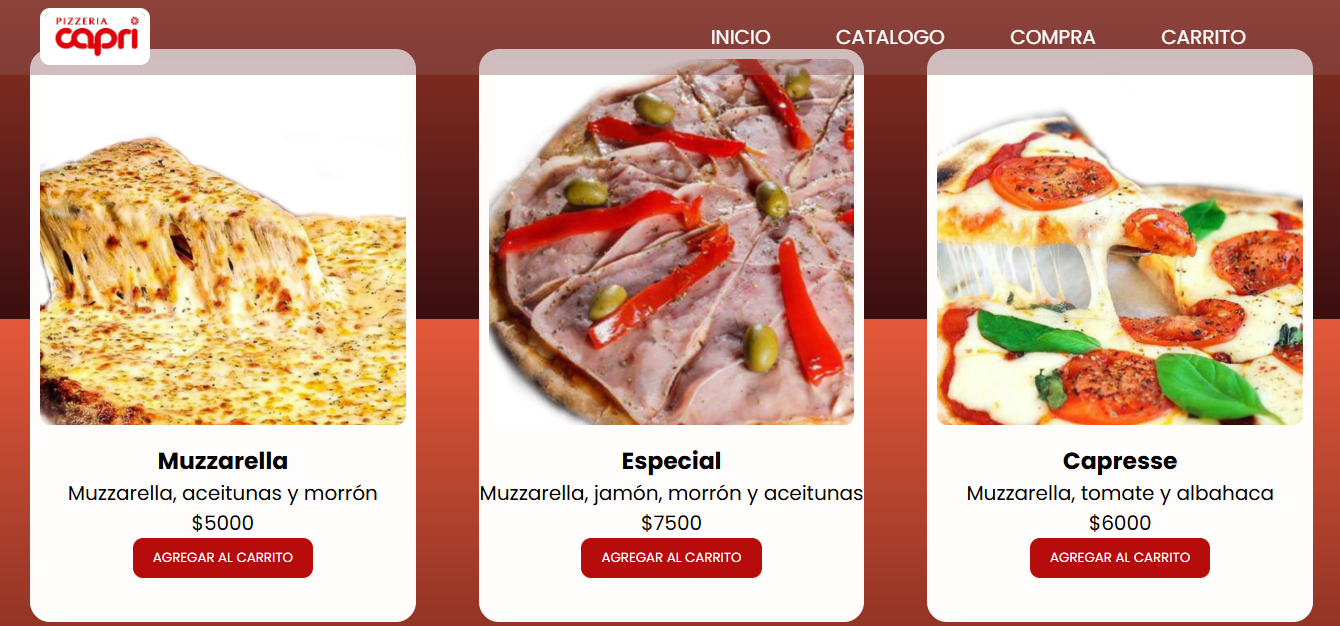 PIZZERIA
capri
INICIO CATALOGO COMPRA CARRITO
Muzzarella
Muzzarella, aceitunas y morrón
$5000
AGREGAR AL CARRITO
Especial
Muzzarella, jamón, morrón y aceitunas
$7500
AGREGAR AL CARRITO
Capresse
Muzzarella, tomate y albahaca
$6000
AGREGAR AL CARRITO